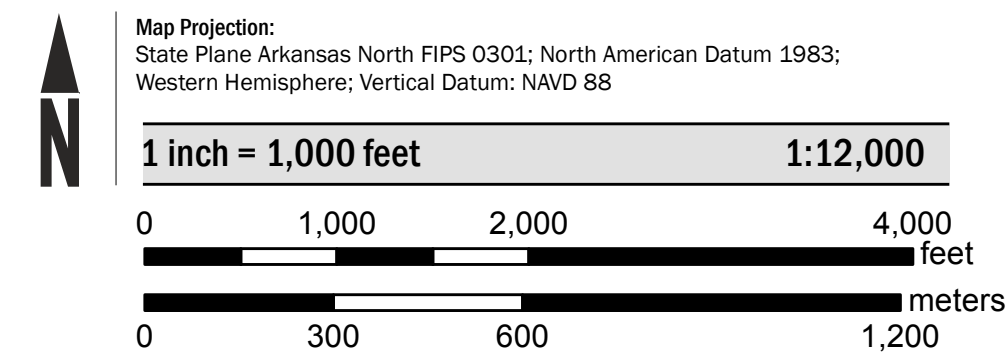 N
Map Projection:
State Plane Arkansas North FIPS 0301; North American Datum 1983;
Western Hemisphere; Vertical Datum: NAVD 88
1 inch = 1,000 feet 1:12,000
0 1,000 2,000 4,000
feet
meters
0 300 600 1,200